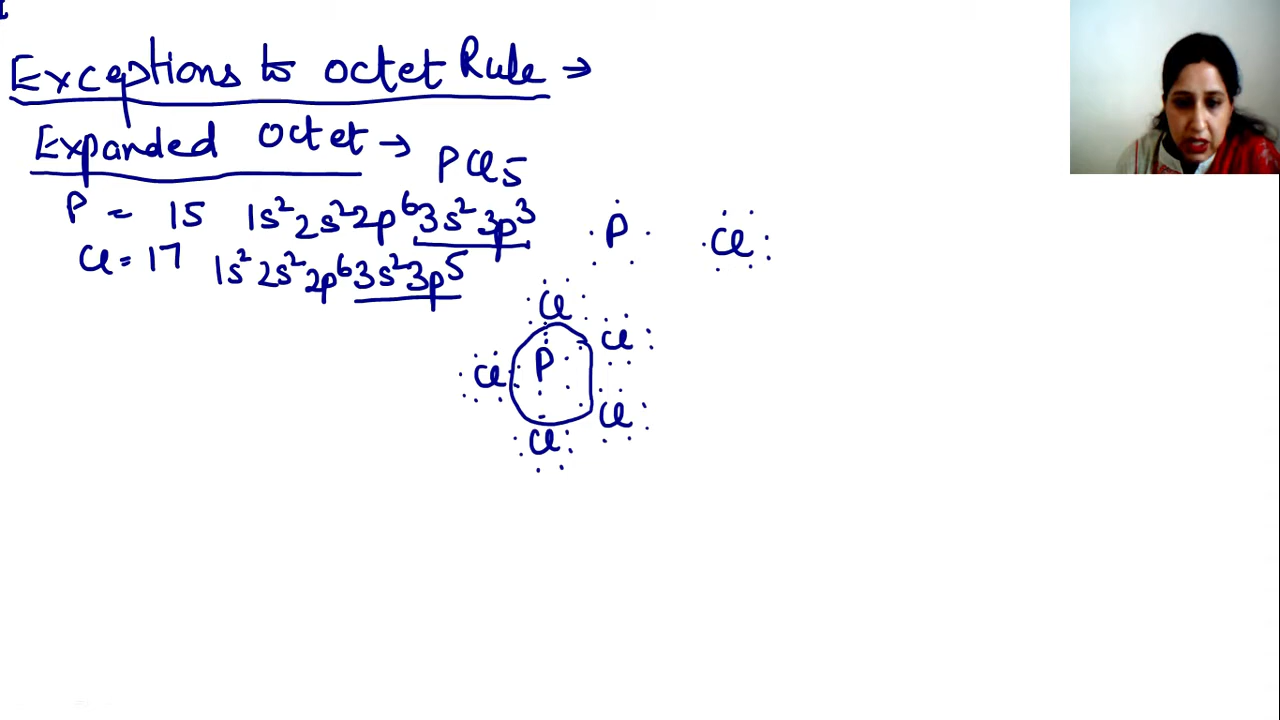 Exceptions to octet Rule →
Expanded octet → PCl5
P = 15 1s² 2s² 2p⁶ 3s² 3p³ P Cl
Cl = 17 1s² 2s² 2p⁶ 3s² 3p⁵
Cl
Cl
P
Cl
Cl
Cl